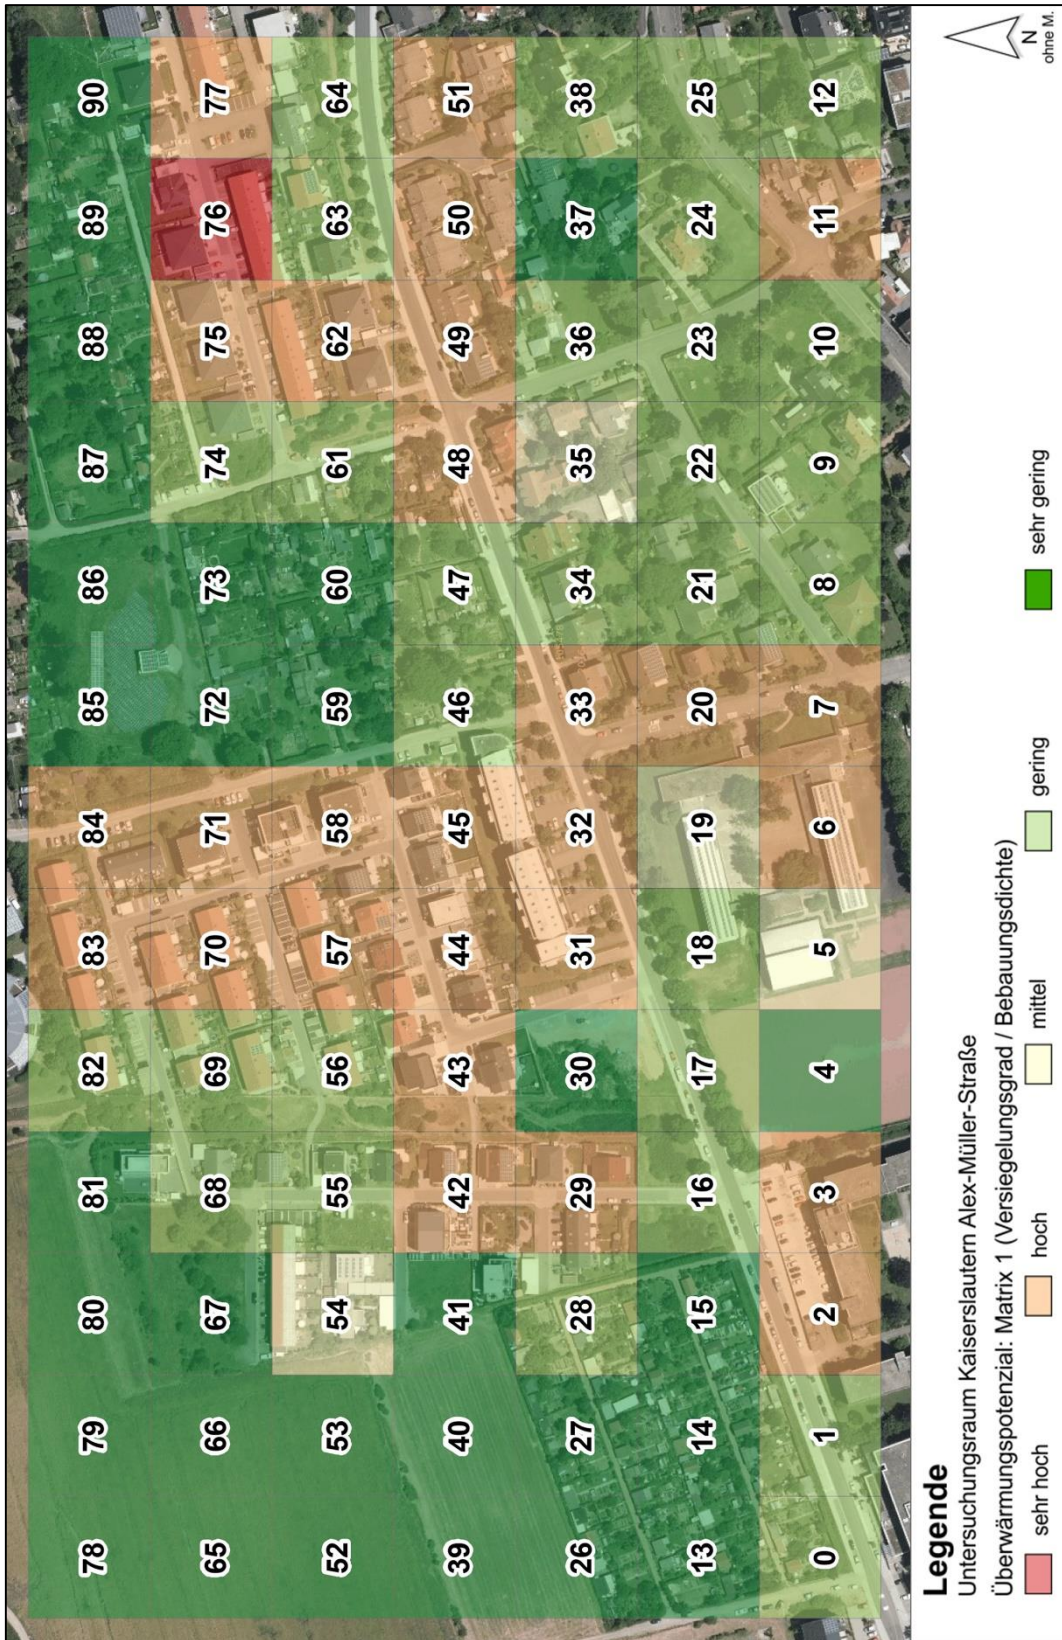 78 79 80 81 82 83 84 85 86 87 88 89 90
65 66 67 68 69 70 71 72 73 74 75 76 77
52 53 54 55 56 57 58 59 60 61 62 63 64
39 40 41 42 43 44 45 46 47 48 49 50 51
26 27 28 29 30 31 32 33 34 35 36 37 38
13 14 15 16 17 18 19 20 21 22 23 24 25
0 1 2 3 4 5 6 7 8 9 10 11 12
Legende
Untersuchungsraum Kaiserslautern Alex-Müller-Straße
Überwärmungspotenzial: Matrix 1 (Versiegelungsgrad / Bebauungsdichte)
sehr hoch hoch mittel gering sehr gering
N
ohne M.